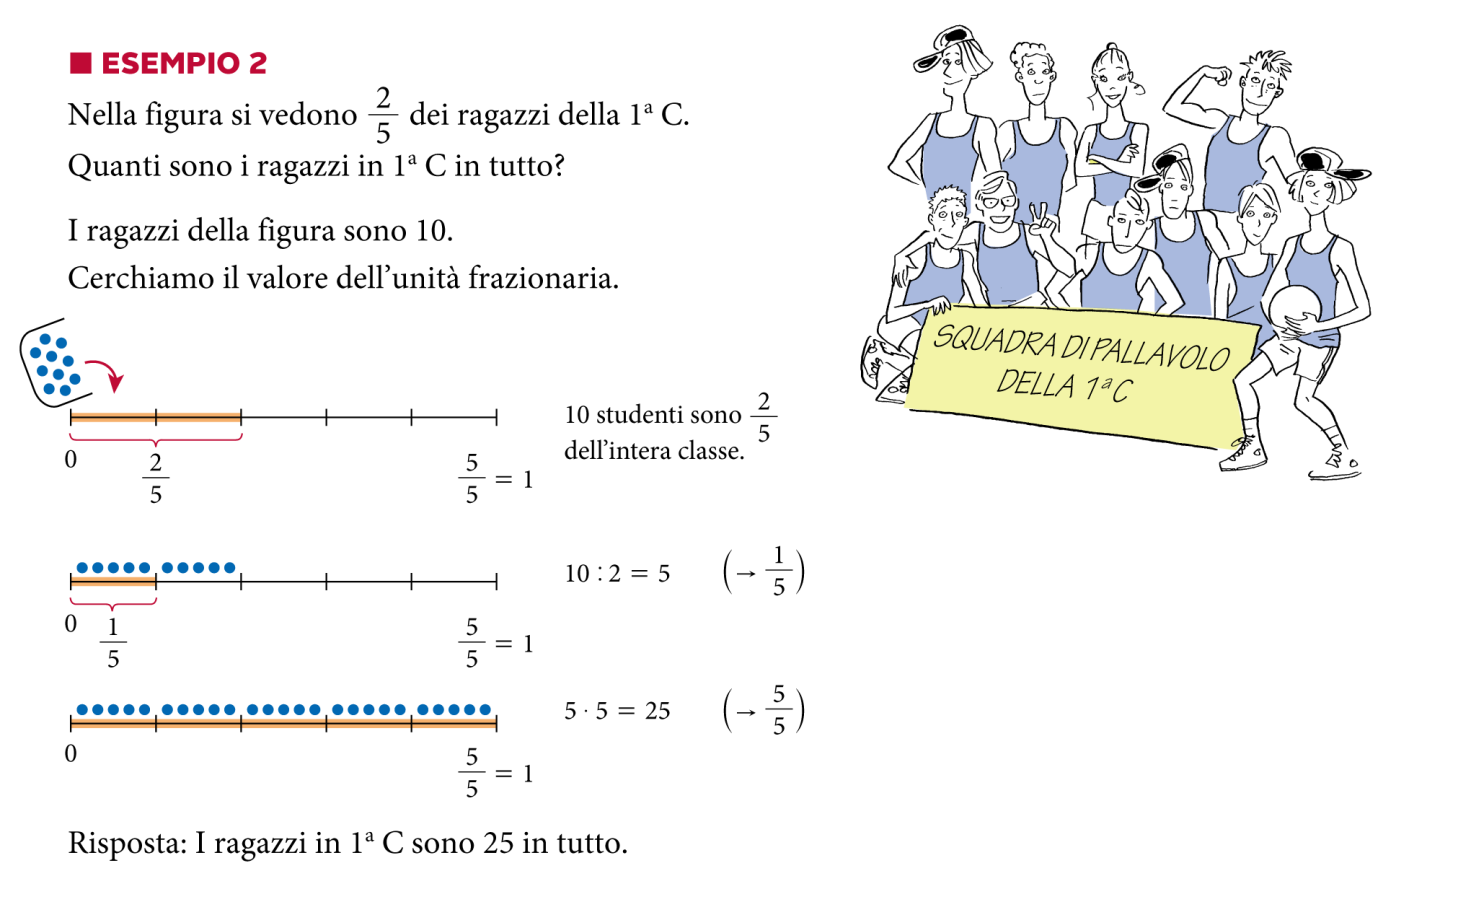 ESEMPIO 2
Nella figura si vedono 2/5 dei ragazzi della 1ª C.
Quanti sono i ragazzi in 1ª C in tutto?
I ragazzi della figura sono 10.
Cerchiamo il valore dell'unità frazionaria.
SQUADRA DI PALLAVOLO
DELLA 1ª C
10 studenti sono 2/5
dell'intera classe.
0 2/5 5/5 = 1
10 : 2 = 5 (→ 1/5)
0 1/5 5/5 = 1
5 · 5 = 25 (→ 5/5)
0 5/5 = 1
Risposta: I ragazzi in 1ª C sono 25 in tutto.